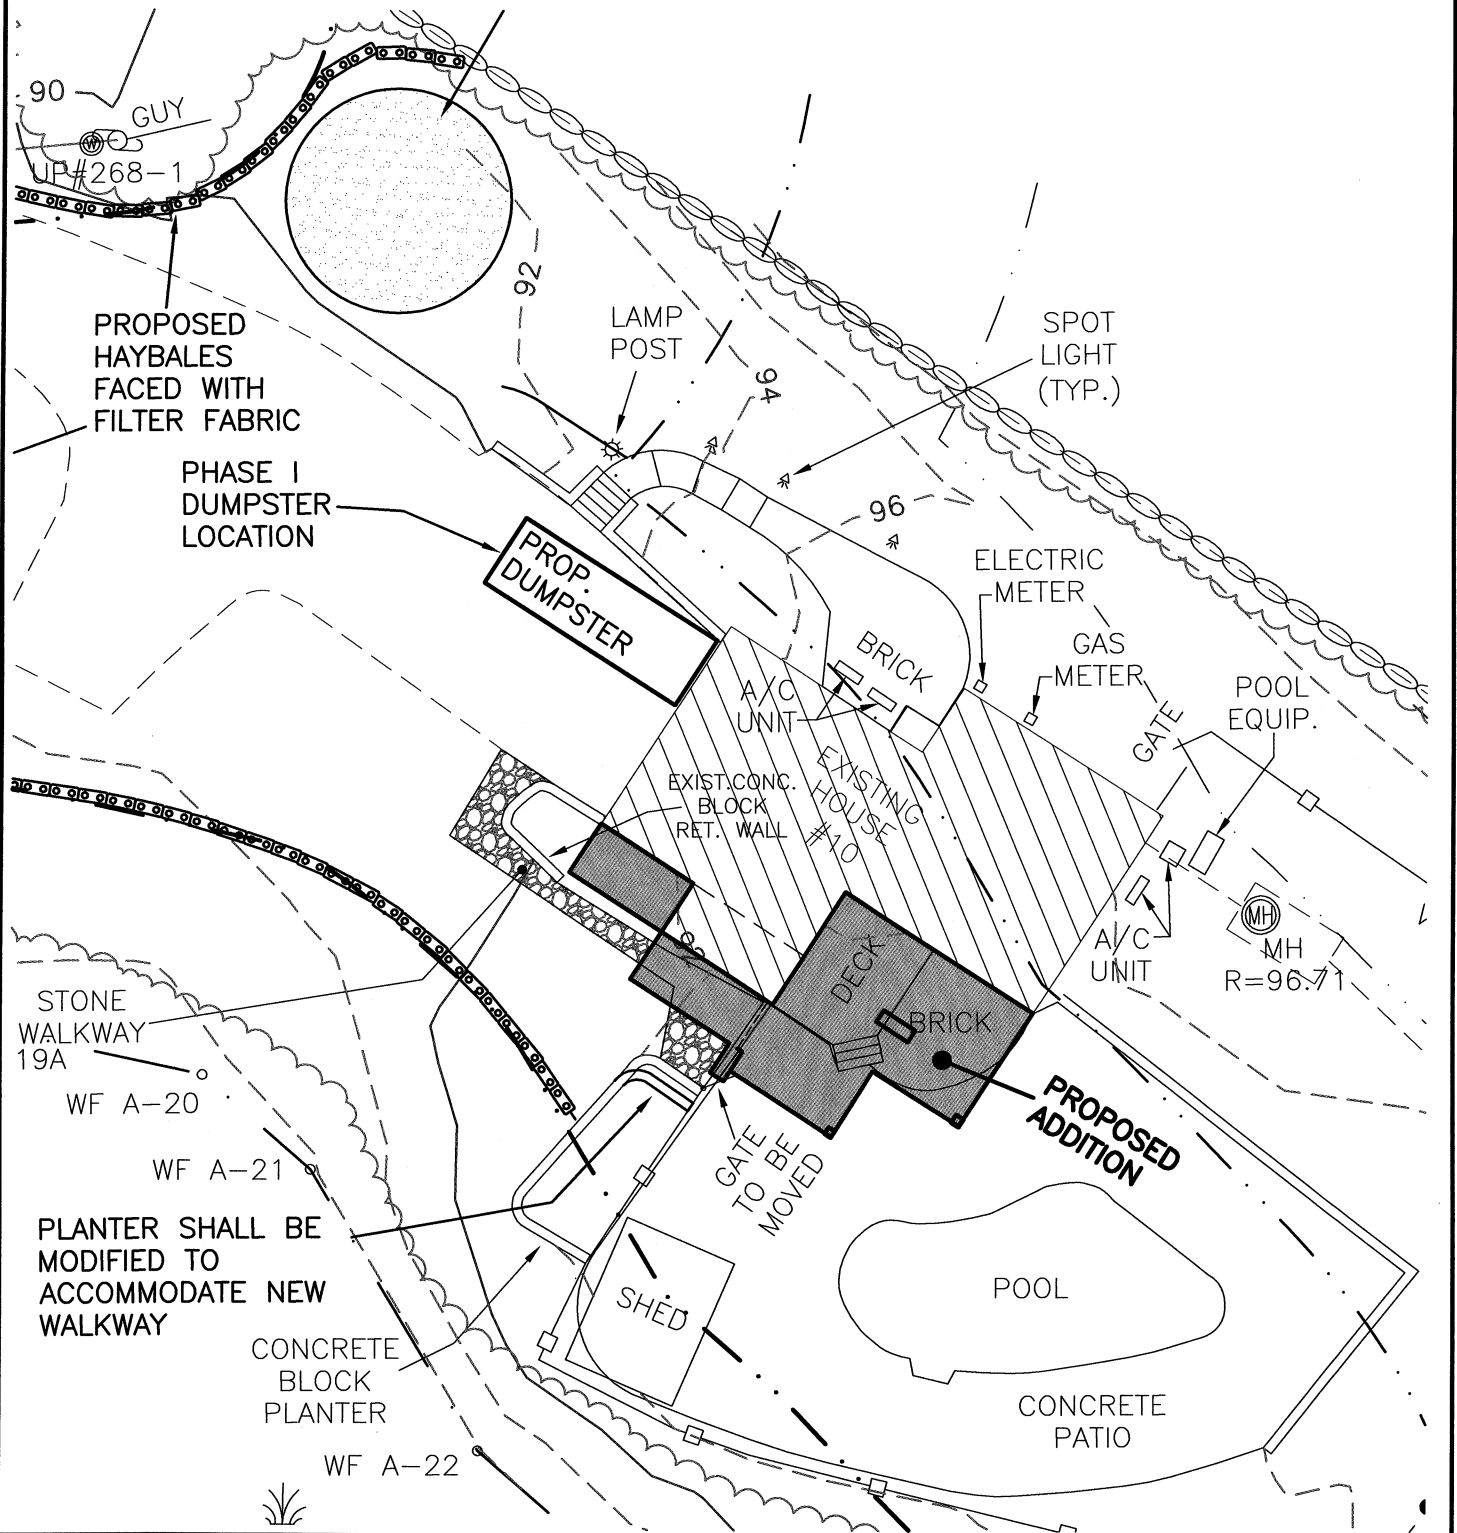 90
GUY
UP#268-1
PROPOSED
HAYBALES
FACED WITH
FILTER FABRIC
92
LAMP
POST
94
SPOT
LIGHT
(TYP.)
PHASE I
DUMPSTER
LOCATION
PROP.
DUMPSTER
96
ELECTRIC
METER
GAS
METER
BRICK
A/C
UNIT
GATE
POOL
EQUIP.
EXIST.CONC.
BLOCK
RET. WALL
EXISTING
HOUSE
#10
MH
MH
R=96.71
A/C
UNIT
DECK
BRICK
STONE
WALKWAY
19A
WF A-20
WF A-21
PROPOSED
ADDITION
GATE
TO BE
MOVED
PLANTER SHALL BE
MODIFIED TO
ACCOMMODATE NEW
WALKWAY
SHED
POOL
CONCRETE
BLOCK
PLANTER
CONCRETE
PATIO
WF A-22